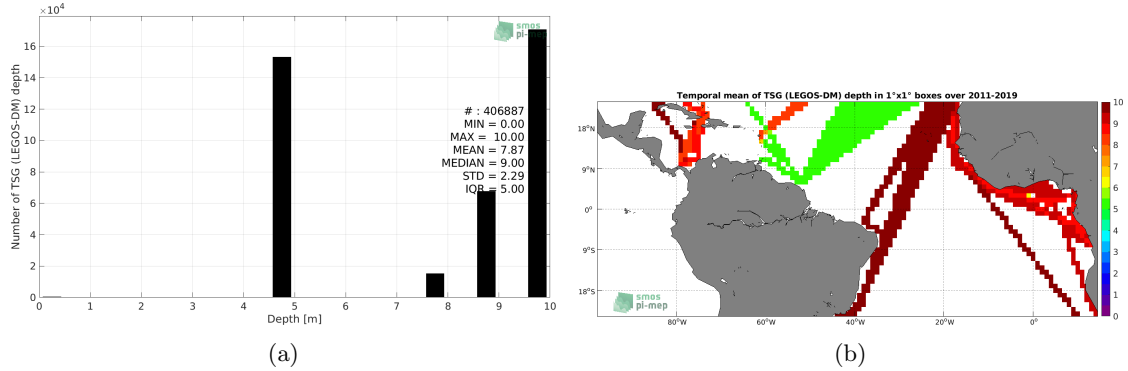 ×10⁴
16
14
12
10
8
6
4
2
0
Number of TSG (LEGOS-DM) depth
smos
pi-mep
# : 406887
MIN = 0.00
MAX = 10.00
MEAN = 7.87
MEDIAN = 9.00
STD = 2.29
IQR = 5.00
1 2 3 4 5 6 7 8 9 10
Depth [m]
(a)
Temporal mean of TSG (LEGOS-DM) depth in 1°x1° boxes over 2011-2019
18°N
9°N
0°
9°S
18°S
80°W 60°W 40°W 20°W 0°
smos
pi-mep
10
9
8
7
6
5
4
3
2
1
0
(b)